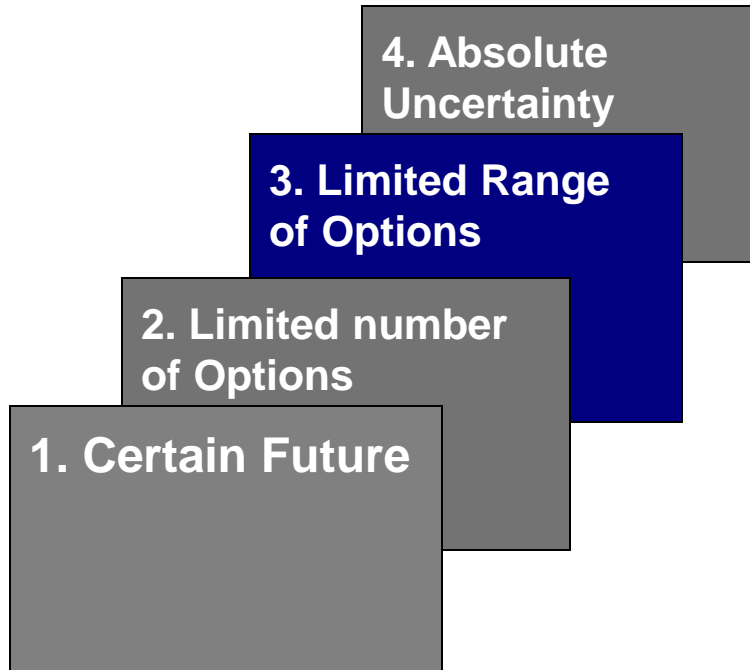 4. Absolute
Uncertainty
3. Limited Range
of Options
2. Limited number
of Options
1. Certain Future